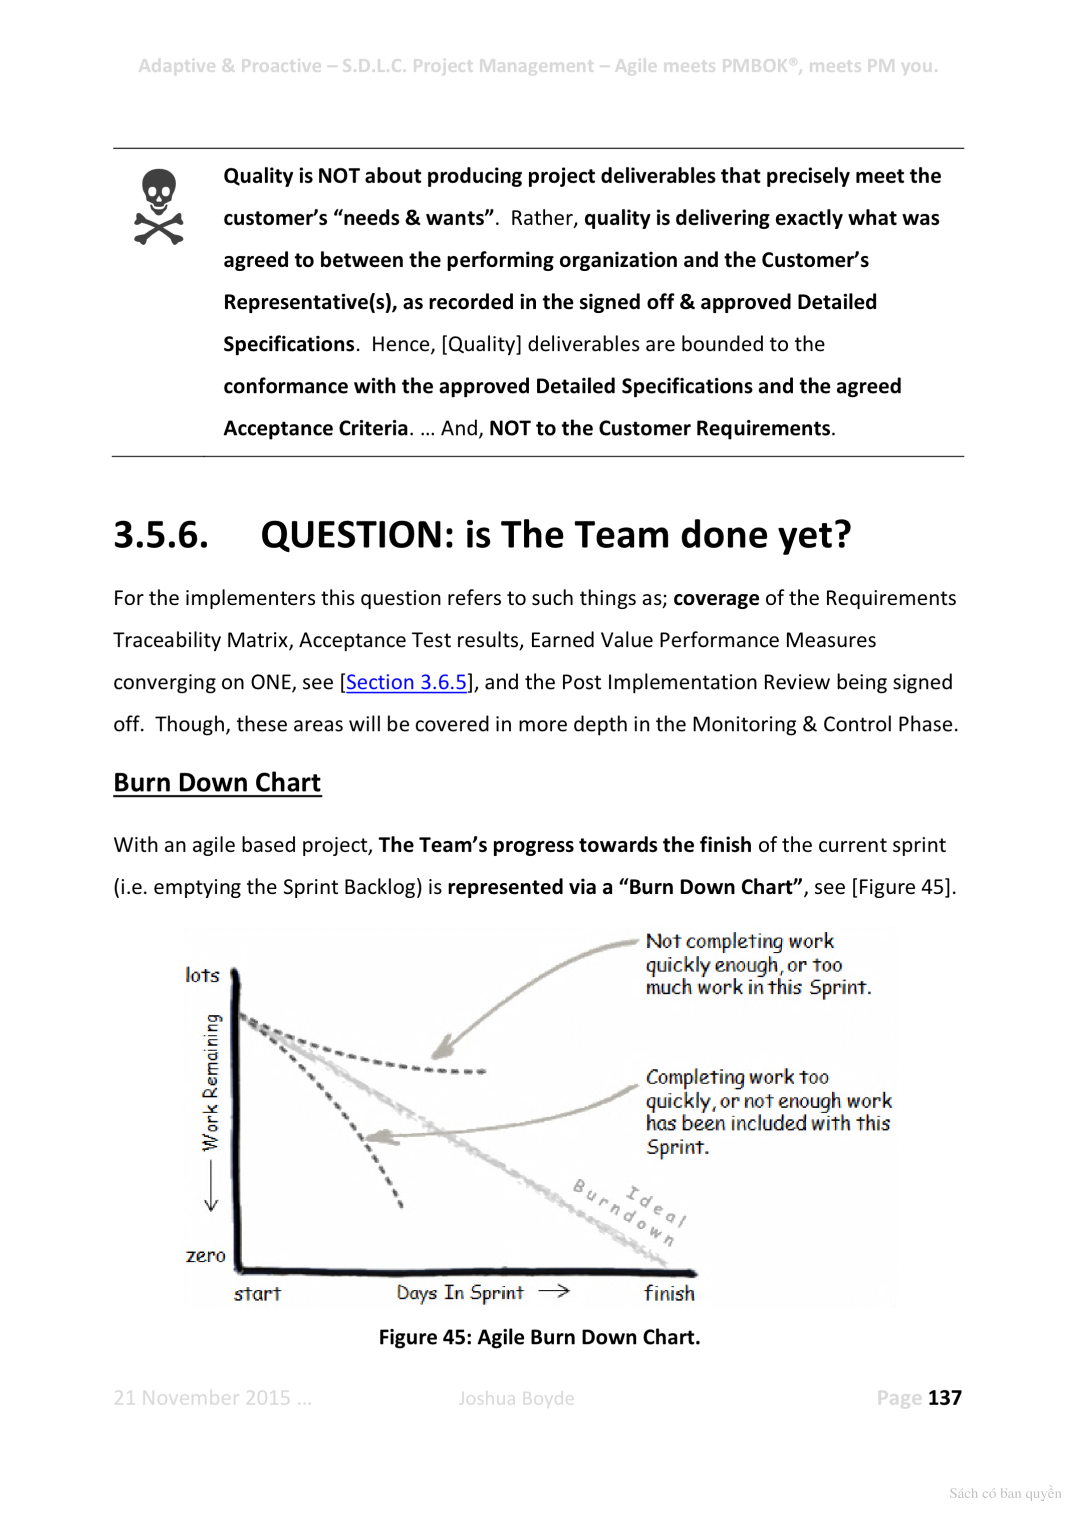 Adaptive & Proactive – S.D.L.C. Project Management – Agile meets PMBOK®, meets PM you.
Quality is NOT about producing project deliverables that precisely meet the
customer’s “needs & wants”.  Rather, quality is delivering exactly what was
agreed to between the performing organization and the Customer’s
Representative(s), as recorded in the signed off & approved Detailed
Specifications.  Hence, [Quality] deliverables are bounded to the
conformance with the approved Detailed Specifications and the agreed
Acceptance Criteria. … And, NOT to the Customer Requirements.
3.5.6. QUESTION: is The Team done yet?
For the implementers this question refers to such things as; coverage of the Requirements
Traceability Matrix, Acceptance Test results, Earned Value Performance Measures
converging on ONE, see [Section 3.6.5], and the Post Implementation Review being signed
off.  Though, these areas will be covered in more depth in the Monitoring & Control Phase.
Burn Down Chart
With an agile based project, The Team’s progress towards the finish of the current sprint
(i.e. emptying the Sprint Backlog) is represented via a “Burn Down Chart”, see [Figure 45].
Not completing work
quickly enough, or too
much work in this Sprint.
lots
Work Remaining
Completing work too
quickly, or not enough work
has been included with this
Sprint.
Ideal
Burndown
zero
start
Days In Sprint
finish
Figure 45: Agile Burn Down Chart.
21 November 2015 … Joshua Boyde Page 137
Sách có bản quyền